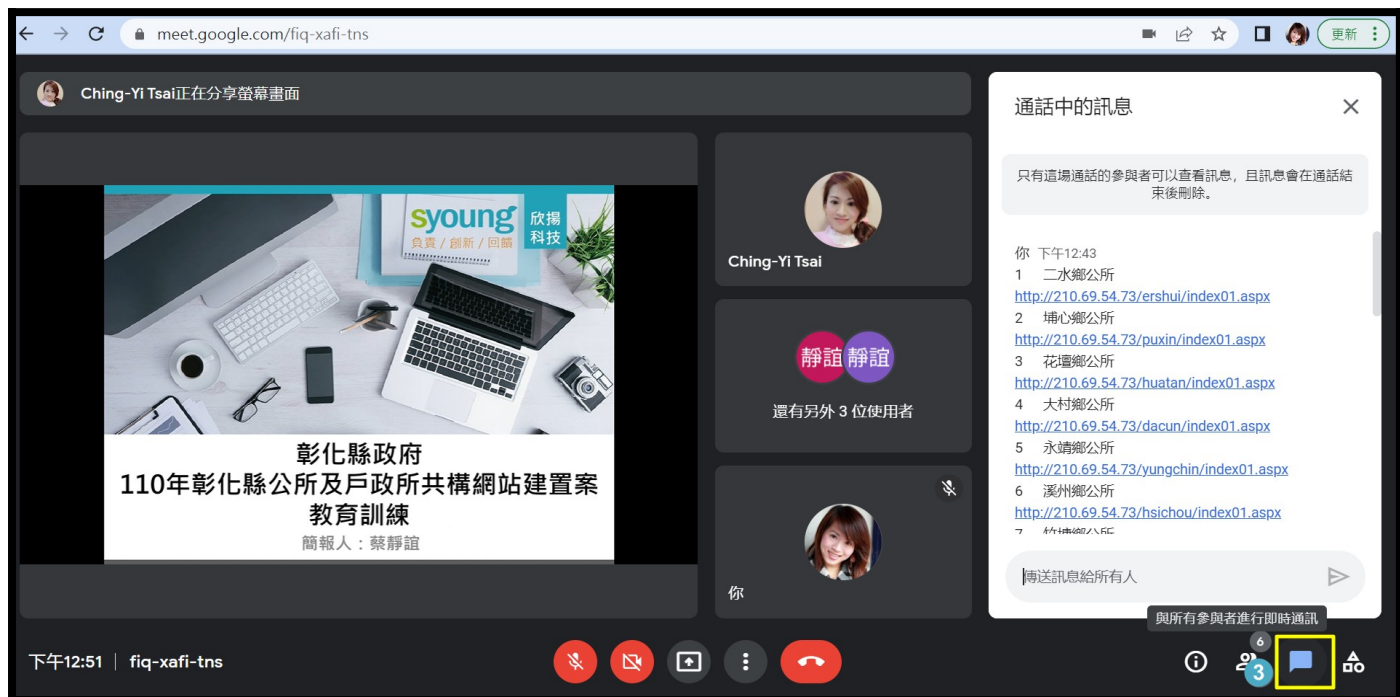 meet.google.com/fiq-xafi-tns
更新
Ching-Yi Tsai正在分享螢幕畫面
syoung 欣揚科技
負責/創新/回饋
彰化縣政府
110年彰化縣公所及戶政所共構網站建置案
教育訓練
簡報人：蔡靜誼
Ching-Yi Tsai
靜誼 靜誼
還有另外 3 位使用者
你
通話中的訊息
只有這場通話的參與者可以查看訊息，且訊息會在通話結
束後刪除。
你 下午12:43
1 二水鄉公所
http://210.69.54.73/ershui/index01.aspx
2 埔心鄉公所
http://210.69.54.73/puxin/index01.aspx
3 花壇鄉公所
http://210.69.54.73/huatan/index01.aspx
4 大村鄉公所
http://210.69.54.73/dacun/index01.aspx
5 永靖鄉公所
http://210.69.54.73/yungchin/index01.aspx
6 溪州鄉公所
http://210.69.54.73/hsichou/index01.aspx
7 竹塘鄉公所
傳送訊息給所有人
與所有參與者進行即時通訊
下午12:51 | fiq-xafi-tns
6
3